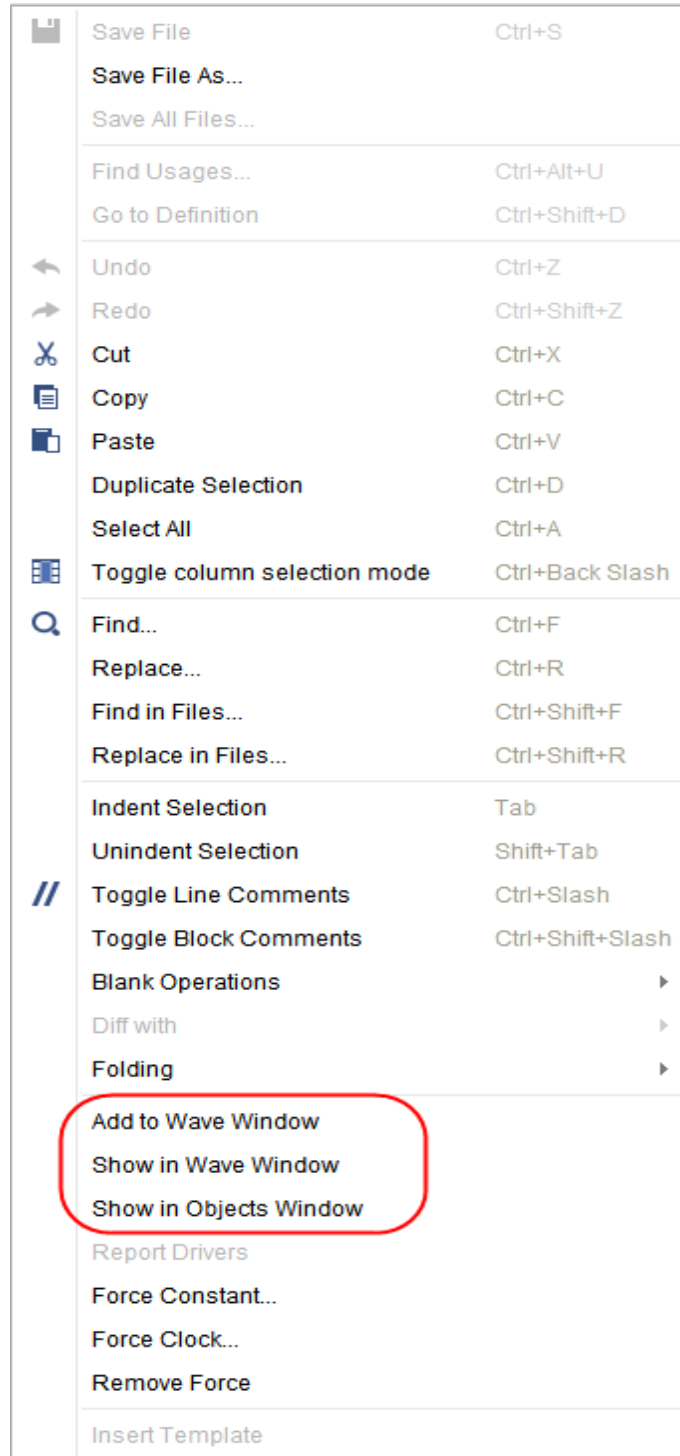 Save File Ctrl+S
Save File As...
Save All Files...
Find Usages... Ctrl+Alt+U
Go to Definition Ctrl+Shift+D
Undo Ctrl+Z
Redo Ctrl+Shift+Z
Cut Ctrl+X
Copy Ctrl+C
Paste Ctrl+V
Duplicate Selection Ctrl+D
Select All Ctrl+A
Toggle column selection mode Ctrl+Back Slash
Find... Ctrl+F
Replace... Ctrl+R
Find in Files... Ctrl+Shift+F
Replace in Files... Ctrl+Shift+R
Indent Selection Tab
Unindent Selection Shift+Tab
Toggle Line Comments Ctrl+Slash
Toggle Block Comments Ctrl+Shift+Slash
Blank Operations
Diff with
Folding
Add to Wave Window
Show in Wave Window
Show in Objects Window
Report Drivers
Force Constant...
Force Clock...
Remove Force
Insert Template